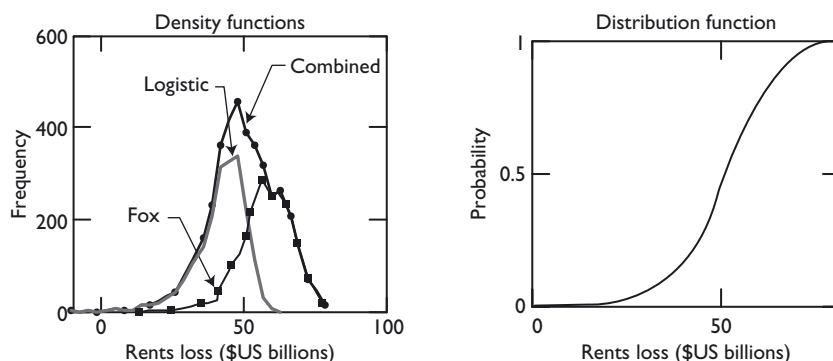 Density functions
600
400
200
0
Frequency
Combined
Logistic
Fox
0
50
100
Rents loss ($US billions)
Distribution function
1
0.5
0
Probability
0
50
Rents loss ($US billions)